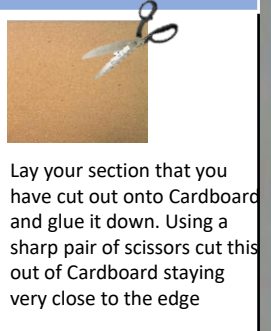 Lay your section that you
have cut out onto Cardboard
and glue it down. Using a
sharp pair of scissors cut this
out of Cardboard staying
very close to the edge